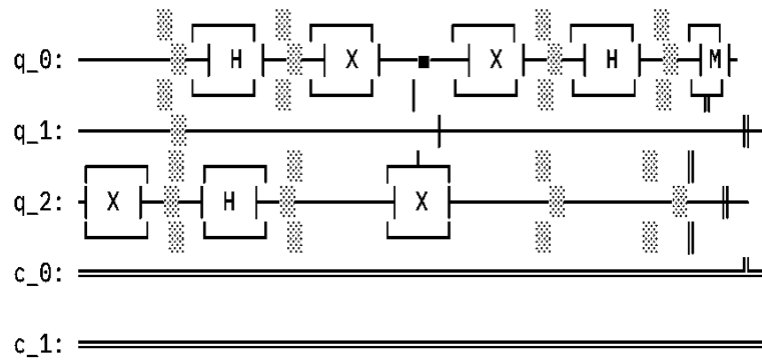 q_0: H X ■ X H M
q_1:
q_2: X H X
c_0:
c_1: